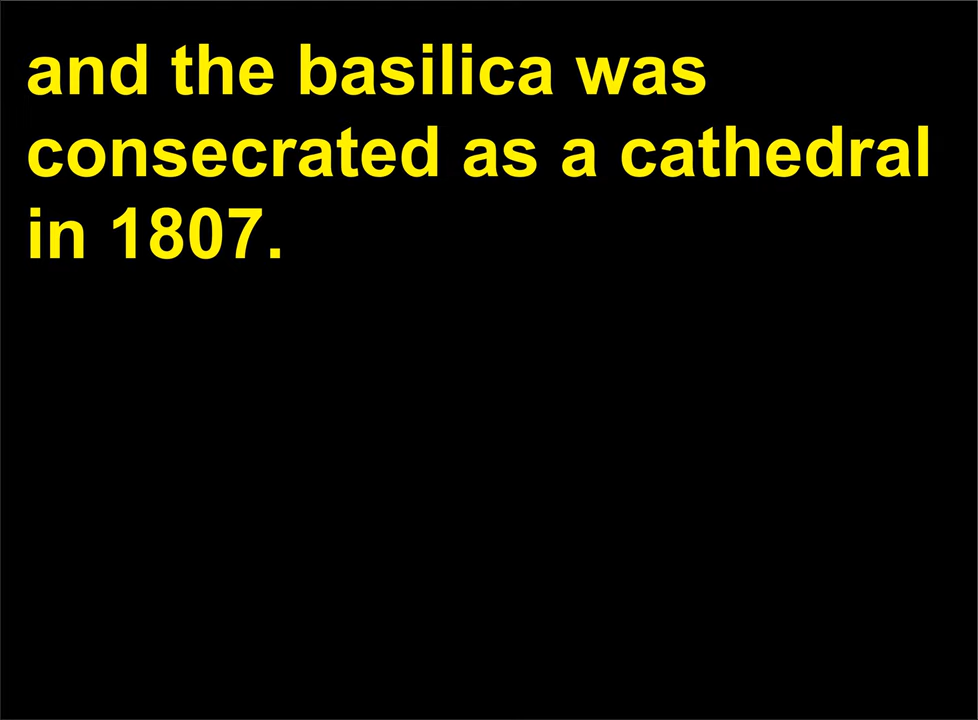 and the basilica was
consecrated as a cathedral
in 1807.